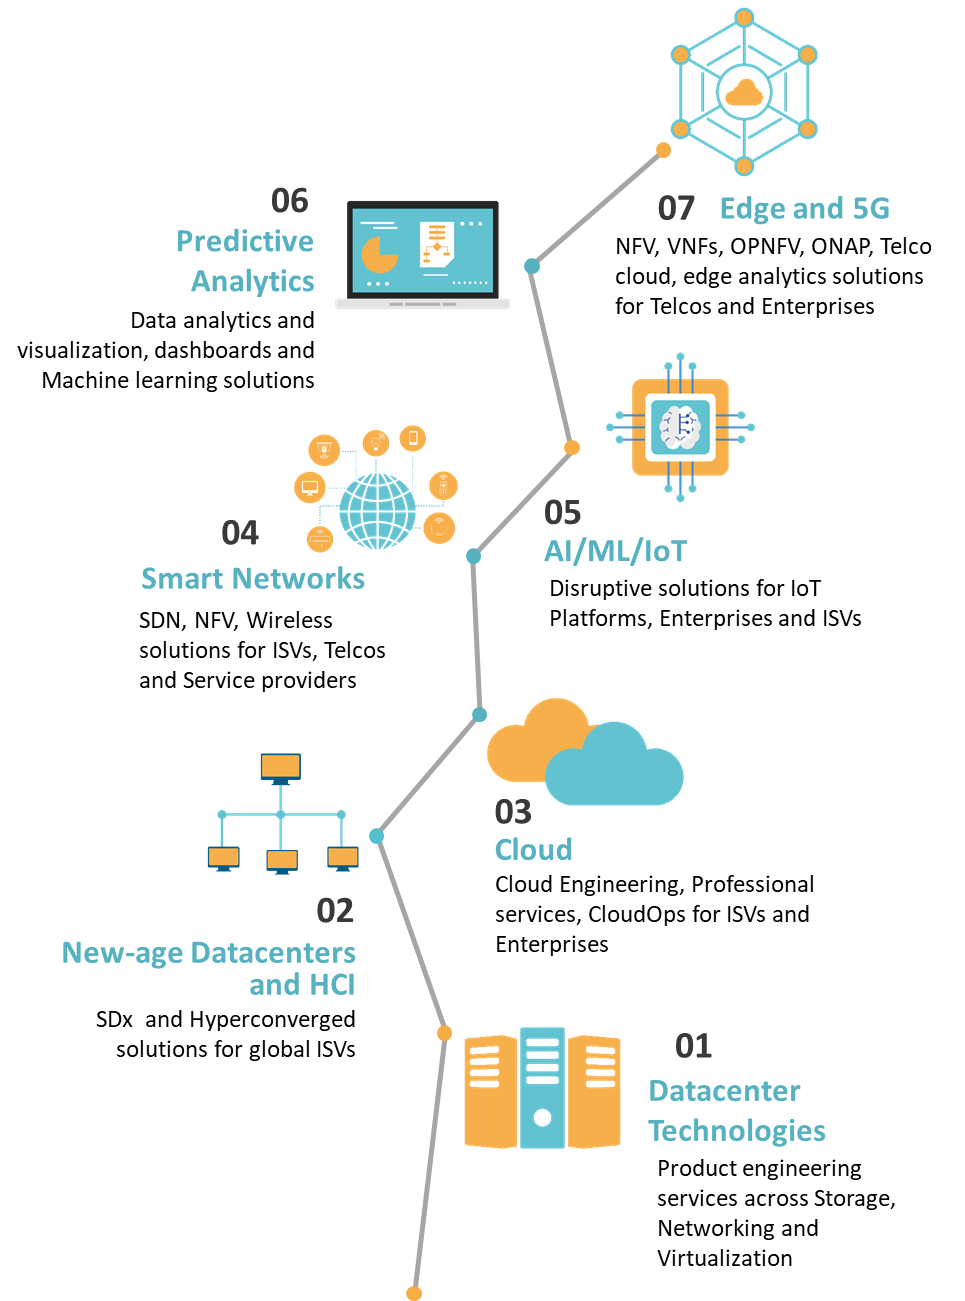 07 Edge and 5G
NFV, VNFs, OPNFV, ONAP, Telco
cloud, edge analytics solutions
for Telcos and Enterprises
06
Predictive
Analytics
Data analytics and
visualization, dashboards and
Machine learning solutions
05
AI/ML/IoT
Disruptive solutions for IoT
Platforms, Enterprises and ISVs
04
Smart Networks
SDN, NFV, Wireless
solutions for ISVs, Telcos
and Service providers
03
Cloud
Cloud Engineering, Professional
services, CloudOps for ISVs and
Enterprises
02
New-age Datacenters
and HCI
SDx and Hyperconverged
solutions for global ISVs
01
Datacenter
Technologies
Product engineering
services across Storage,
Networking and
Virtualization